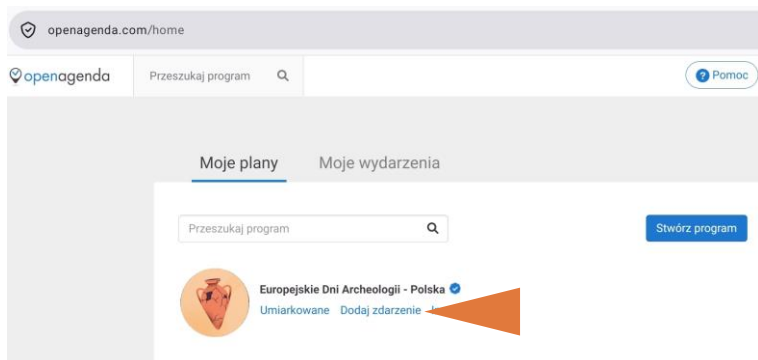 openagenda.com/home
openagenda Przeszukaj program Pomoc
Moje plany Moje wydarzenia
Przeszukaj program Stwórz program
Europejskie Dni Archeologii - Polska
Umiarkowane Dodaj zdarzenie